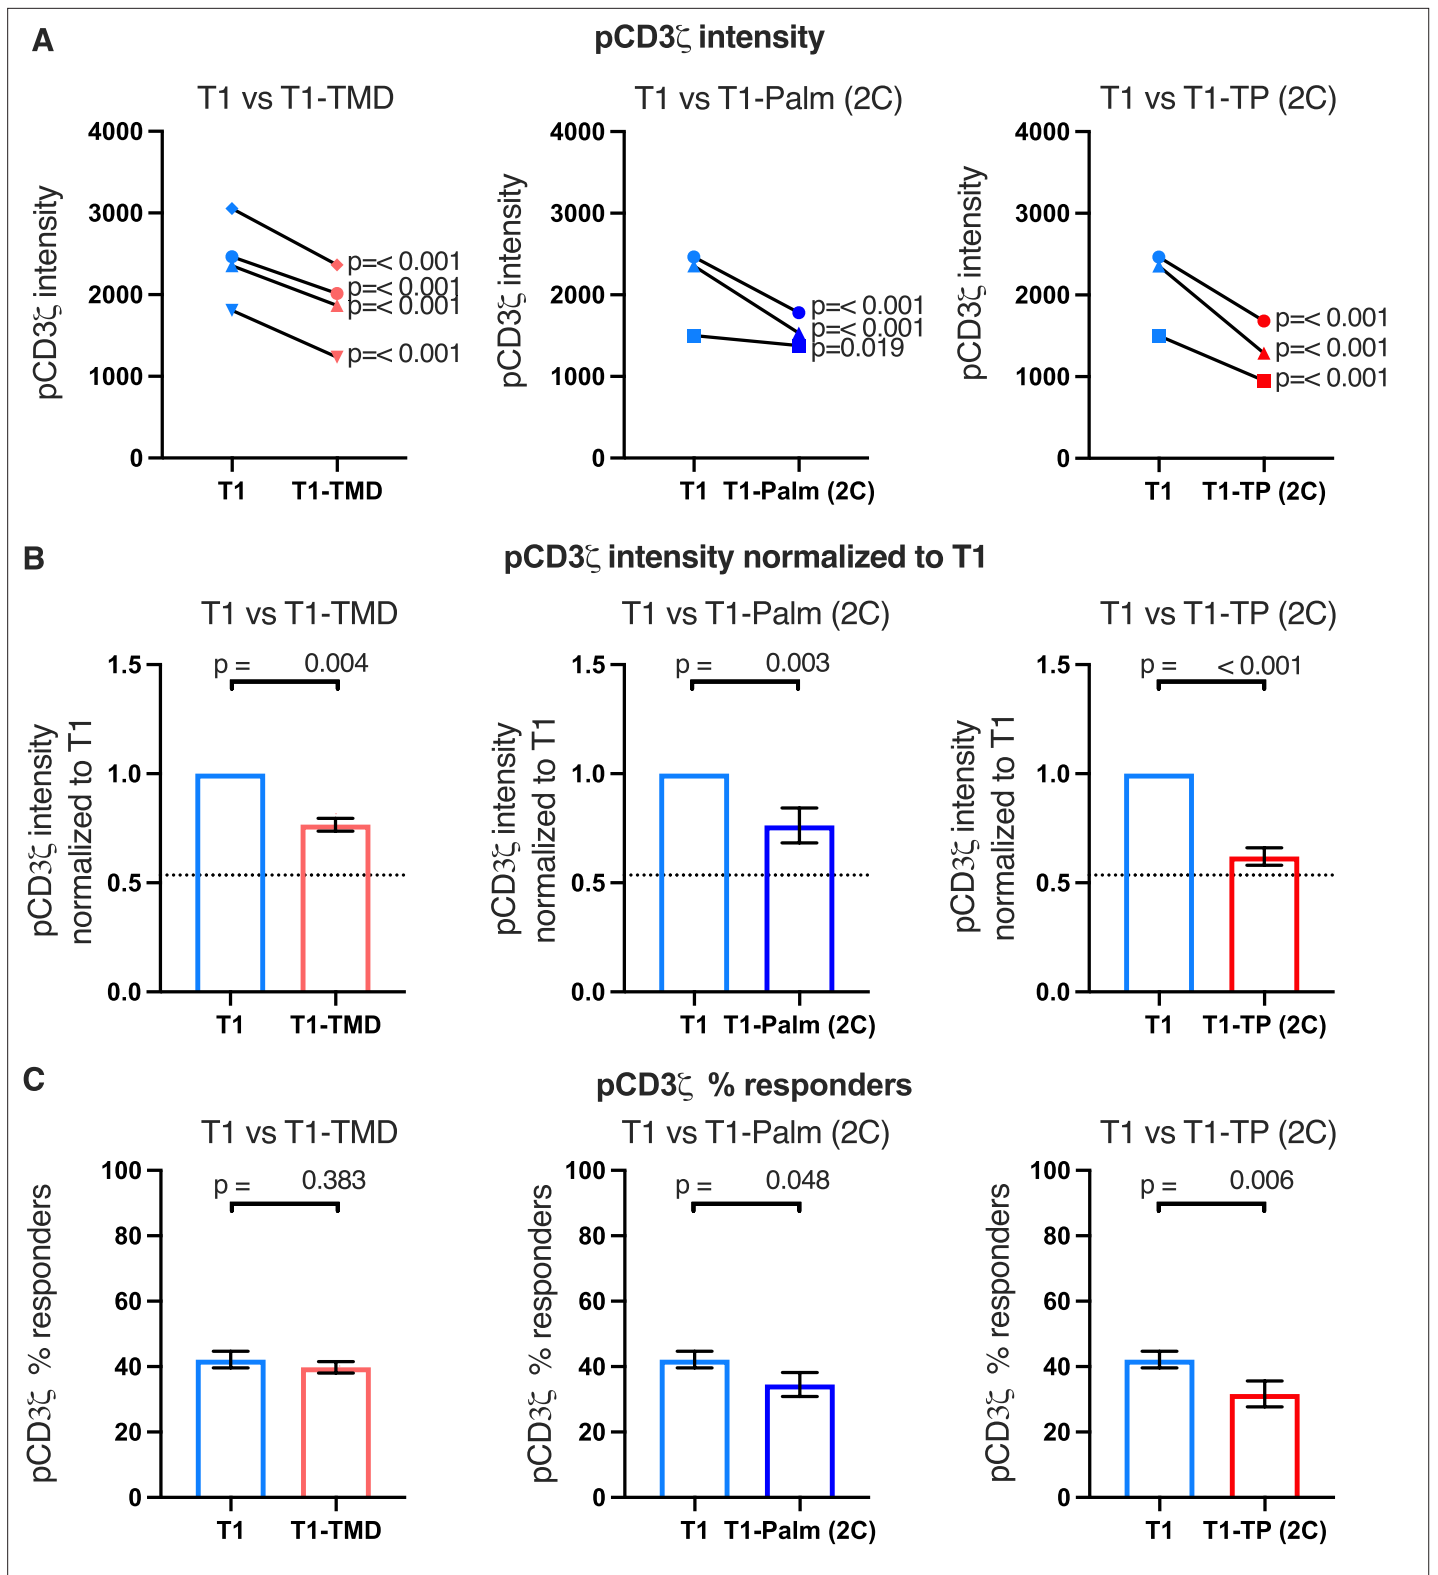 A
pCD3ζ intensity
T1 vs T1-TMD
pCD3ζ intensity
4000
3000
2000
1000
0
p=< 0.001
p=< 0.001
p=< 0.001
p=< 0.001
T1
T1-TMD
T1 vs T1-Palm (2C)
pCD3ζ intensity
4000
3000
2000
1000
0
p=< 0.001
p=< 0.001
p=0.019
T1
T1-Palm (2C)
T1 vs T1-TP (2C)
pCD3ζ intensity
4000
3000
2000
1000
0
p=< 0.001
p=< 0.001
p=< 0.001
T1
T1-TP (2C)
B
pCD3ζ intensity normalized to T1
T1 vs T1-TMD
pCD3ζ intensity
normalized to T1
1.5
1.0
0.5
0.0
p = 0.004
T1
T1-TMD
T1 vs T1-Palm (2C)
pCD3ζ intensity
normalized to T1
1.5
1.0
0.5
0.0
p = 0.003
T1
T1-Palm (2C)
T1 vs T1-TP (2C)
pCD3ζ intensity
normalized to T1
1.5
1.0
0.5
0.0
p = < 0.001
T1
T1-TP (2C)
C
pCD3ζ % responders
T1 vs T1-TMD
pCD3ζ % responders
100
80
60
40
20
0
p = 0.383
T1
T1-TMD
T1 vs T1-Palm (2C)
pCD3ζ % responders
100
80
60
40
20
0
p = 0.048
T1
T1-Palm (2C)
T1 vs T1-TP (2C)
pCD3ζ % responders
100
80
60
40
20
0
p = 0.006
T1
T1-TP (2C)